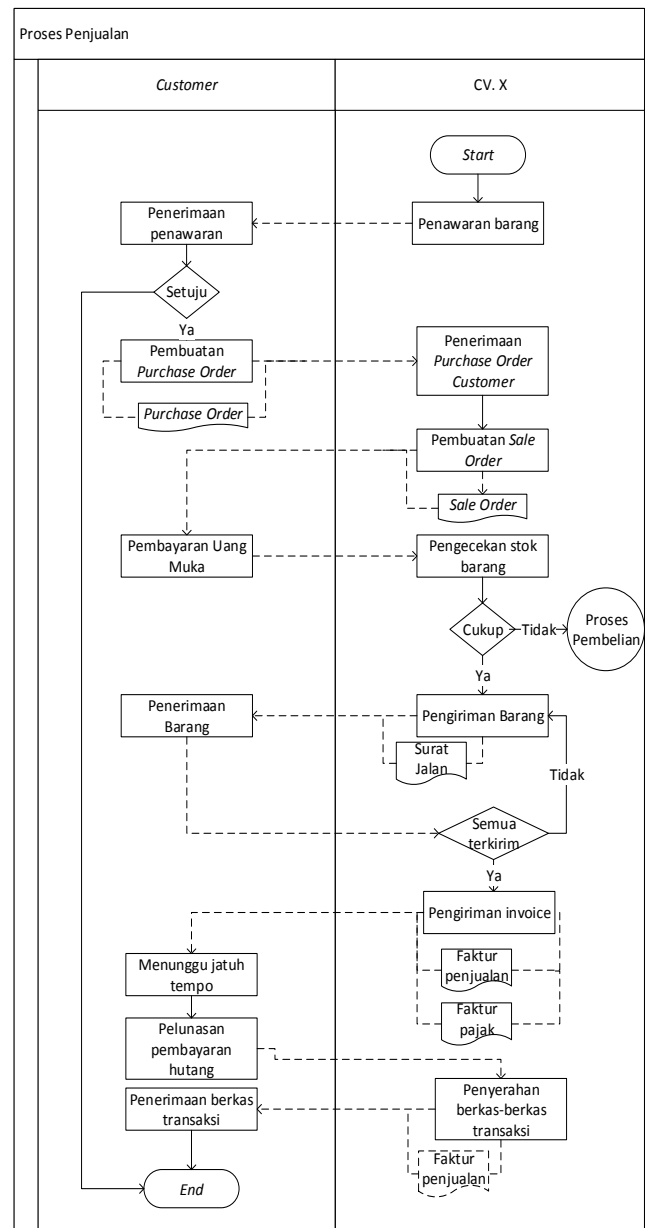 Proses Penjualan
Customer
CV. X
Start
Penerimaan
penawaran
Penawaran barang
Setuju
Ya
Pembuatan
Purchase Order
Purchase Order
Penerimaan
Purchase Order
Customer
Pembuatan Sale
Order
Sale Order
Pembayaran Uang
Muka
Pengecekan stok
barang
Cukup
Tidak
Proses
Pembelian
Ya
Penerimaan
Barang
Pengiriman Barang
Surat
Jalan
Tidak
Semua
terkirim
Ya
Pengiriman invoice
Faktur
penjualan
Faktur
pajak
Menunggu jatuh
tempo
Pelunasan
pembayaran
hutang
Penerimaan berkas
transaksi
Penyerahan
berkas-berkas
transaksi
Faktur
penjualan
End